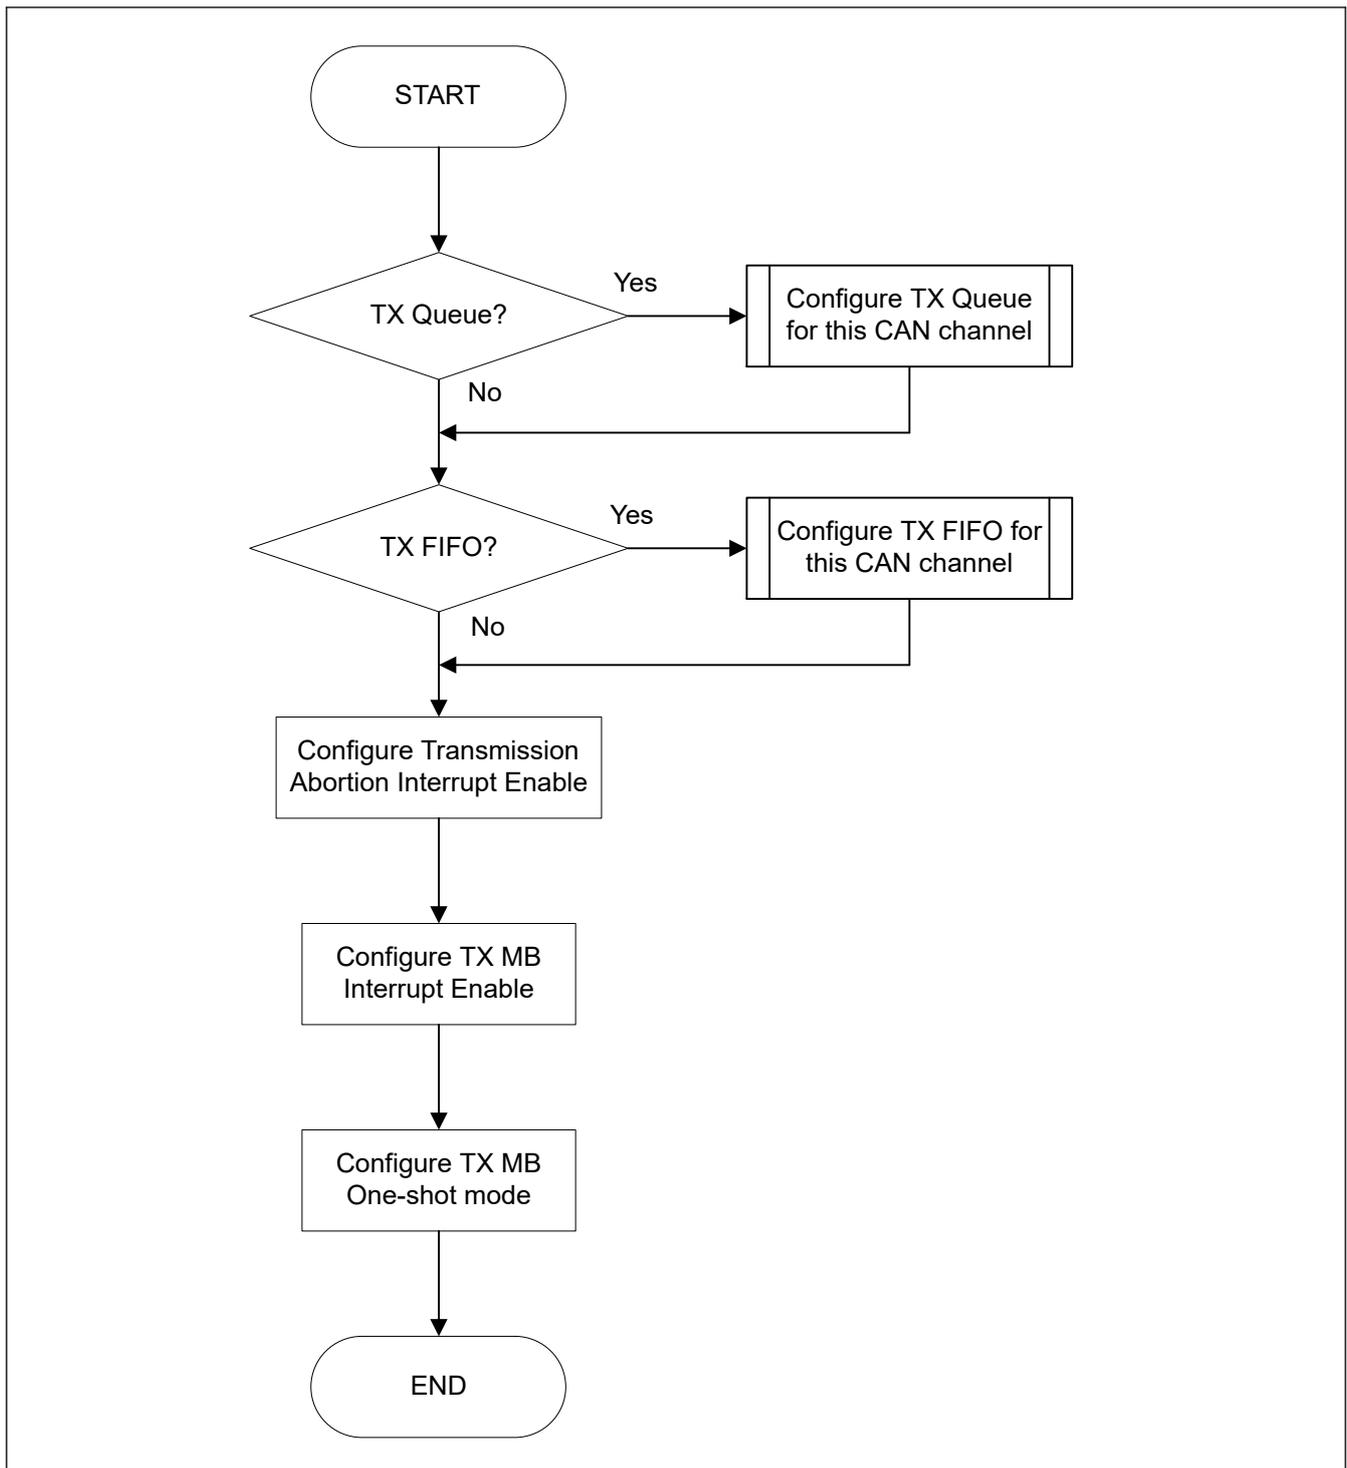 START
TX Queue?
Yes
Configure TX Queue
for this CAN channel
No
TX FIFO?
Yes
Configure TX FIFO for
this CAN channel
No
Configure Transmission
Abortion Interrupt Enable
Configure TX MB
Interrupt Enable
Configure TX MB
One-shot mode
END